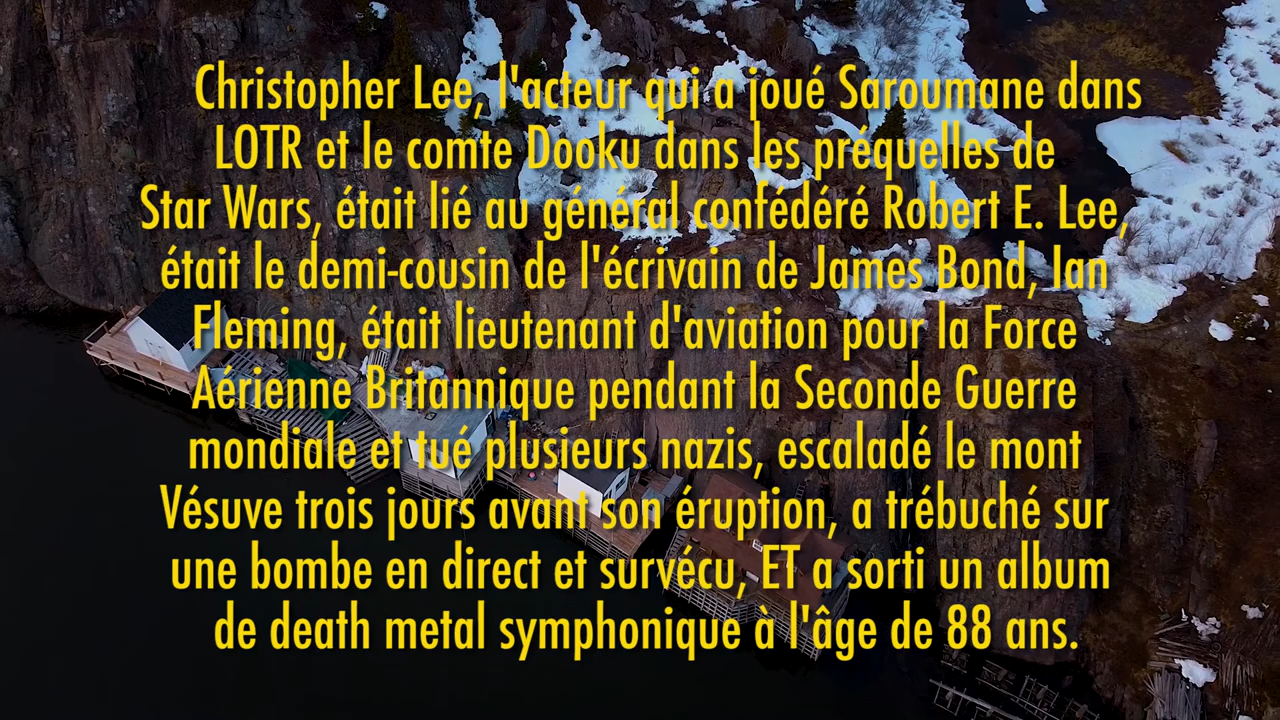 Christopher Lee, l'acteur qui a joué Saroumane dans
LOTR et le comte Dooku dans les préquelles de
Star Wars, était lié au général confédéré Robert E. Lee,
était le demi-cousin de l'écrivain de James Bond, Ian
Fleming, était lieutenant d'aviation pour la Force
Aérienne Britannique pendant la Seconde Guerre
mondiale et tué plusieurs nazis, escaladé le mont
Vésuve trois jours avant son éruption, a trébuché sur
une bombe en direct et survécu, ET a sorti un album
de death metal symphonique à l'âge de 88 ans.